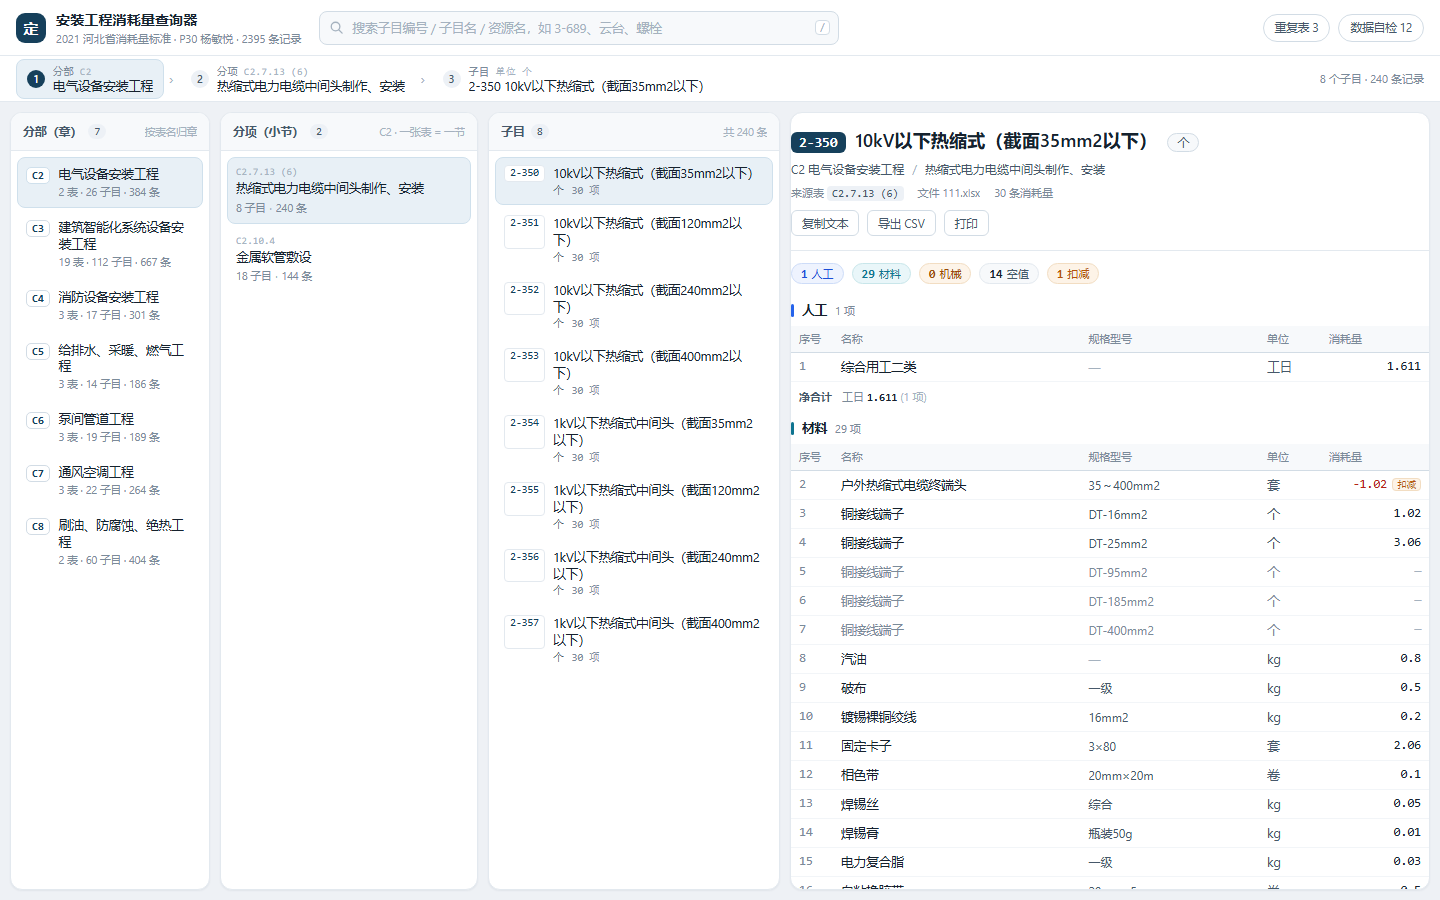 定
安装工程消耗量查询器
2021 河北省消耗量标准 · P30 杨敏悦 · 2395 条记录
搜索子目编号 / 子目名 / 资源名，如 3-689、云台、螺栓
/
重复表 3
数据自检 12
1
分部 C2
电气设备安装工程
›
2
分项 C2.7.13 (6)
热缩式电力电缆中间头制作、安装
›
3
子目 单位 个
2-350 10kV以下热缩式（截面35mm2以下）
8 个子目 · 240 条记录
分部（章） 7 按表名归章
C2 电气设备安装工程
2 表 · 26 子目 · 384 条
C3 建筑智能化系统设备安
装工程
19 表 · 112 子目 · 667 条
C4 消防设备安装工程
3 表 · 17 子目 · 301 条
C5 给排水、采暖、燃气工
程
3 表 · 14 子目 · 186 条
C6 泵间管道工程
3 表 · 19 子目 · 189 条
C7 通风空调工程
3 表 · 22 子目 · 264 条
C8 刷油、防腐蚀、绝热工
程
2 表 · 60 子目 · 404 条
分项（小节） 2 C2 · 一张表 = 一节
C2.7.13 (6)
热缩式电力电缆中间头制作、安装
8 子目 · 240 条
C2.10.4
金属软管敷设
18 子目 · 144 条
子目 8 共 240 条
2-350 10kV以下热缩式（截面35mm2以下）
个 30 项
2-351 10kV以下热缩式（截面120mm2以
下）
个 30 项
2-352 10kV以下热缩式（截面240mm2以
下）
个 30 项
2-353 10kV以下热缩式（截面400mm2以
下）
个 30 项
2-354 1kV以下热缩式中间头（截面35mm2
以下）
个 30 项
2-355 1kV以下热缩式中间头（截面120mm2
以下）
个 30 项
2-356 1kV以下热缩式中间头（截面240mm2
以下）
个 30 项
2-357 1kV以下热缩式中间头（截面400mm2
以下）
个 30 项
2-350 10kV以下热缩式（截面35mm2以下） 个
C2 电气设备安装工程 / 热缩式电力电缆中间头制作、安装
来源表 C2.7.13 (6) 文件 111.xlsx 30 条消耗量
复制文本 导出 CSV 打印
1 人工 29 材料 0 机械 14 空值 1 扣减
人工 1 项
序号 名称 规格型号 单位 消耗量
1 综合用工二类 — 工日 1.611
净合计 工日 1.611 (1 项)
材料 29 项
序号 名称 规格型号 单位 消耗量
2 户外热缩式电缆终端头 35～400mm2 套 -1.02 扣减
3 铜接线端子 DT-16mm2 个 1.02
4 铜接线端子 DT-25mm2 个 3.06
5 铜接线端子 DT-95mm2 个 —
6 铜接线端子 DT-185mm2 个 —
7 铜接线端子 DT-400mm2 个 —
8 汽油 — kg 0.8
9 破布 一级 kg 0.5
10 镀锡裸铜绞线 16mm2 kg 0.2
11 固定卡子 3×80 套 2.06
12 相色带 20mm×20m 卷 0.1
13 焊锡丝 综合 kg 0.05
14 焊锡膏 瓶装50g kg 0.01
15 电力复合脂 一级 kg 0.03